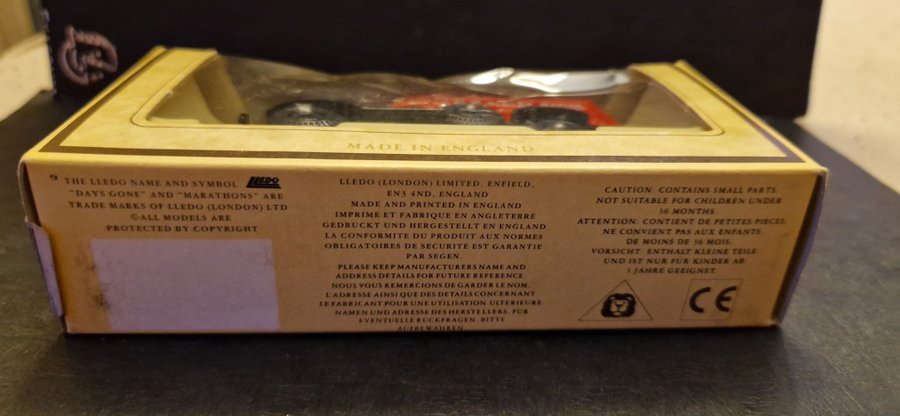 MADE IN ENGLAND
™ THE LLEDO NAME AND SYMBOL LLEDO
"DAYS GONE" AND "MARATHONS" ARE
TRADE MARKS OF LLEDO (LONDON) LTD
©ALL MODELS ARE
PROTECTED BY COPYRIGHT
LLEDO (LONDON) LIMITED, ENFIELD,
EN3 4ND, ENGLAND
MADE AND PRINTED IN ENGLAND
IMPRIME ET FABRIQUE EN ANGLETERRE
GEDRUCKT UND HERGESTELLT EN ENGLAND
LA CONFORMITE DU PRODUIT AUX NORMES
OBLIGATOIRES DE SECURITE EST GARANTIE
PAR SEGEN.
PLEASE KEEP MANUFACTURERS NAME AND
ADDRESS DETAILS FOR FUTURE REFERENCE.
NOUS VOUS REMERCIONS DE GARDER LE NOM,
L'ADRESSE AINSI QUE DES DETAILS CONCERNANT
LE FABRICANT POUR UNE UTILISATION ULTERIEURE.
NAMEN UND ADRESSE DES HERSTELLERS, FUR
EVENTUELLE RUCKFRAGEN, BITTE
AUFBEWAHREN.
CAUTION: CONTAINS SMALL PARTS.
NOT SUITABLE FOR CHILDREN UNDER
36 MONTHS.
ATTENTION: CONTIENT DE PETITES PIECES.
NE CONVIENT PAS AUX ENFANTS
DE MOINS DE 36 MOIS.
VORSICHT: ENTHALT KLEINE TEILE
UND IST NUR FUR KINDER AB
3 JAHRE GEEIGNET
CE